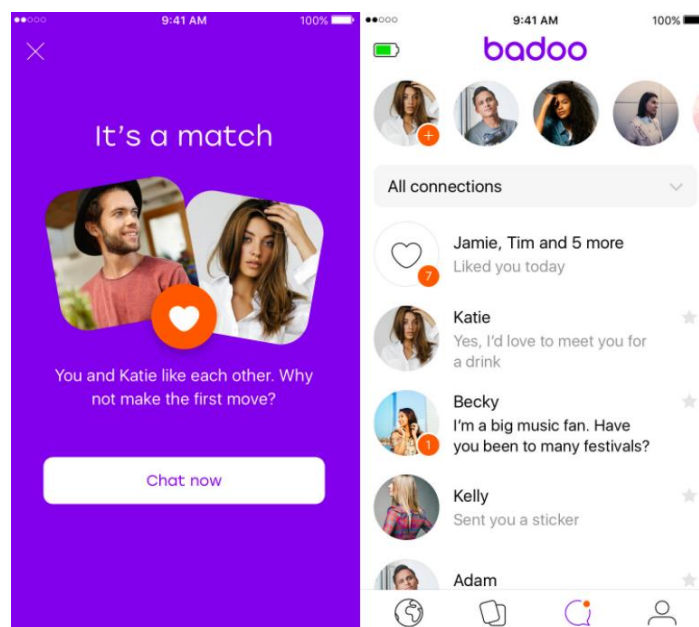 9:41 AM
100%
It's a match
You and Katie like each other. Why
not make the first move?
Chat now
9:41 AM
100%
badoo
All connections
Jamie, Tim and 5 more
Liked you today
7
Katie
Yes, I'd love to meet you for
a drink
Becky
I'm a big music fan. Have
you been to many festivals?
1
Kelly
Sent you a sticker
Adam